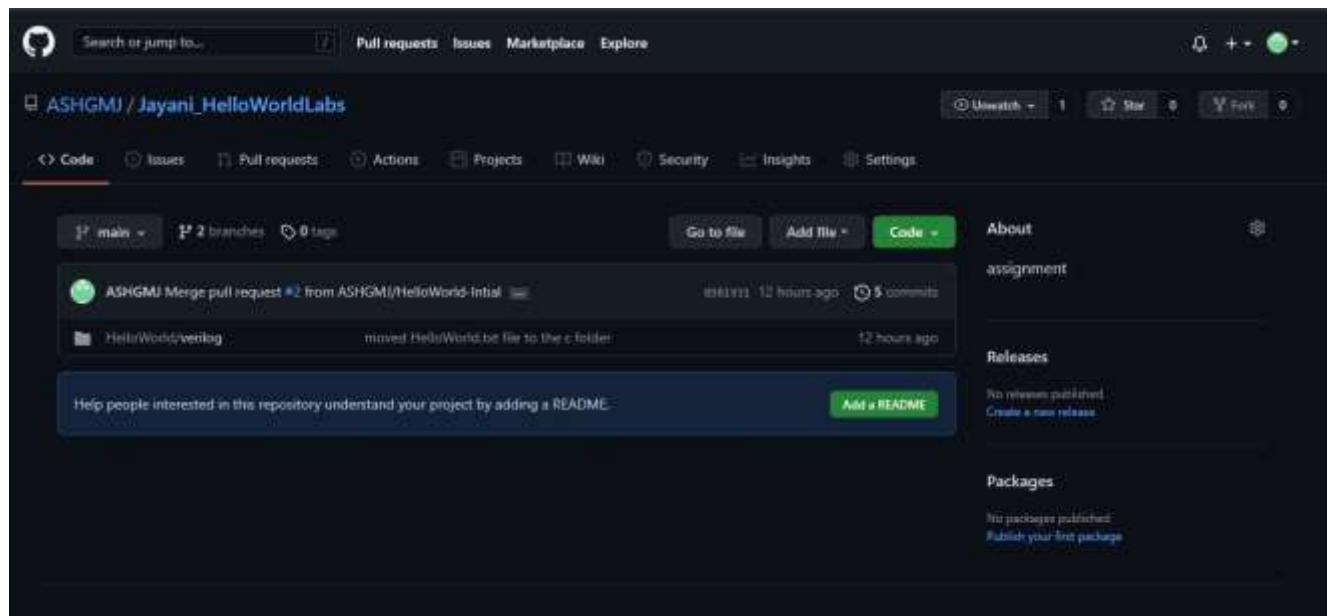 Search or jump to... /
Pull requests Issues Marketplace Explore
ASHGMJ / Jayani_HelloWorldLabs
Unwatch 1 Star 0 Fork 0
Code Issues Pull requests Actions Projects Wiki Security Insights Settings
main 2 branches 0 tags
Go to file Add file Code
About
assignment
ASHGMJ Merge pull request #2 from ASHGMJ/HelloWorld-Intial ...
12 hours ago 5 commits
HelloWorld/verilog moved HelloWorld.txt file to the c folder 12 hours ago
Help people interested in this repository understand your project by adding a README.
Add a README
Releases
No releases published
Create a new release
Packages
No packages published
Publish your first package